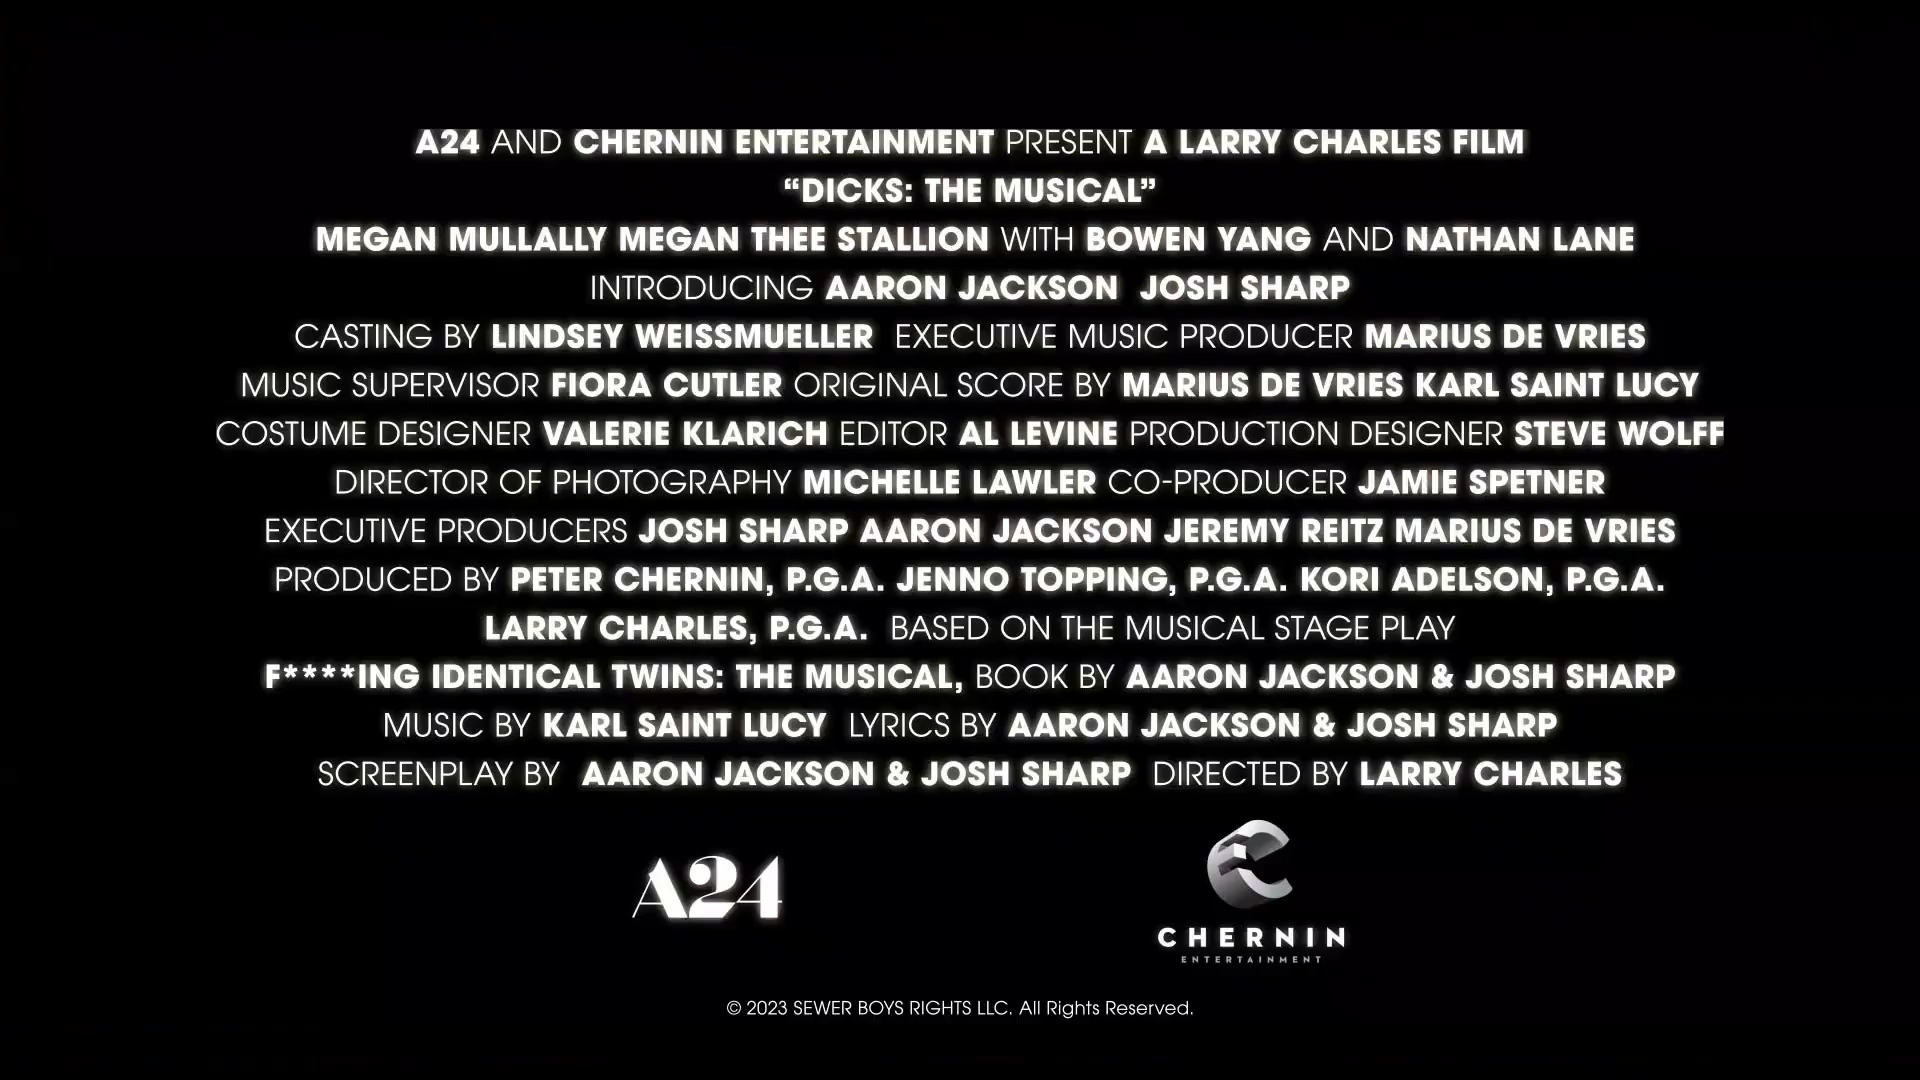 A24 AND CHERNIN ENTERTAINMENT PRESENT A LARRY CHARLES FILM
“DICKS: THE MUSICAL”
MEGAN MULLALLY MEGAN THEE STALLION WITH BOWEN YANG AND NATHAN LANE
INTRODUCING AARON JACKSON JOSH SHARP
CASTING BY LINDSEY WEISSMUELLER EXECUTIVE MUSIC PRODUCER MARIUS DE VRIES
MUSIC SUPERVISOR FIORA CUTLER ORIGINAL SCORE BY MARIUS DE VRIES KARL SAINT LUCY
COSTUME DESIGNER VALERIE KLARICH EDITOR AL LEVINE PRODUCTION DESIGNER STEVE WOLFF
DIRECTOR OF PHOTOGRAPHY MICHELLE LAWLER CO-PRODUCER JAMIE SPETNER
EXECUTIVE PRODUCERS JOSH SHARP AARON JACKSON JEREMY REITZ MARIUS DE VRIES
PRODUCED BY PETER CHERNIN, P.G.A. JENNO TOPPING, P.G.A. KORI ADELSON, P.G.A.
LARRY CHARLES, P.G.A. BASED ON THE MUSICAL STAGE PLAY
F****ING IDENTICAL TWINS: THE MUSICAL, BOOK BY AARON JACKSON & JOSH SHARP
MUSIC BY KARL SAINT LUCY LYRICS BY AARON JACKSON & JOSH SHARP
SCREENPLAY BY AARON JACKSON & JOSH SHARP DIRECTED BY LARRY CHARLES
A24
CHERNIN
ENTERTAINMENT
© 2023 SEWER BOYS RIGHTS LLC. All Rights Reserved.